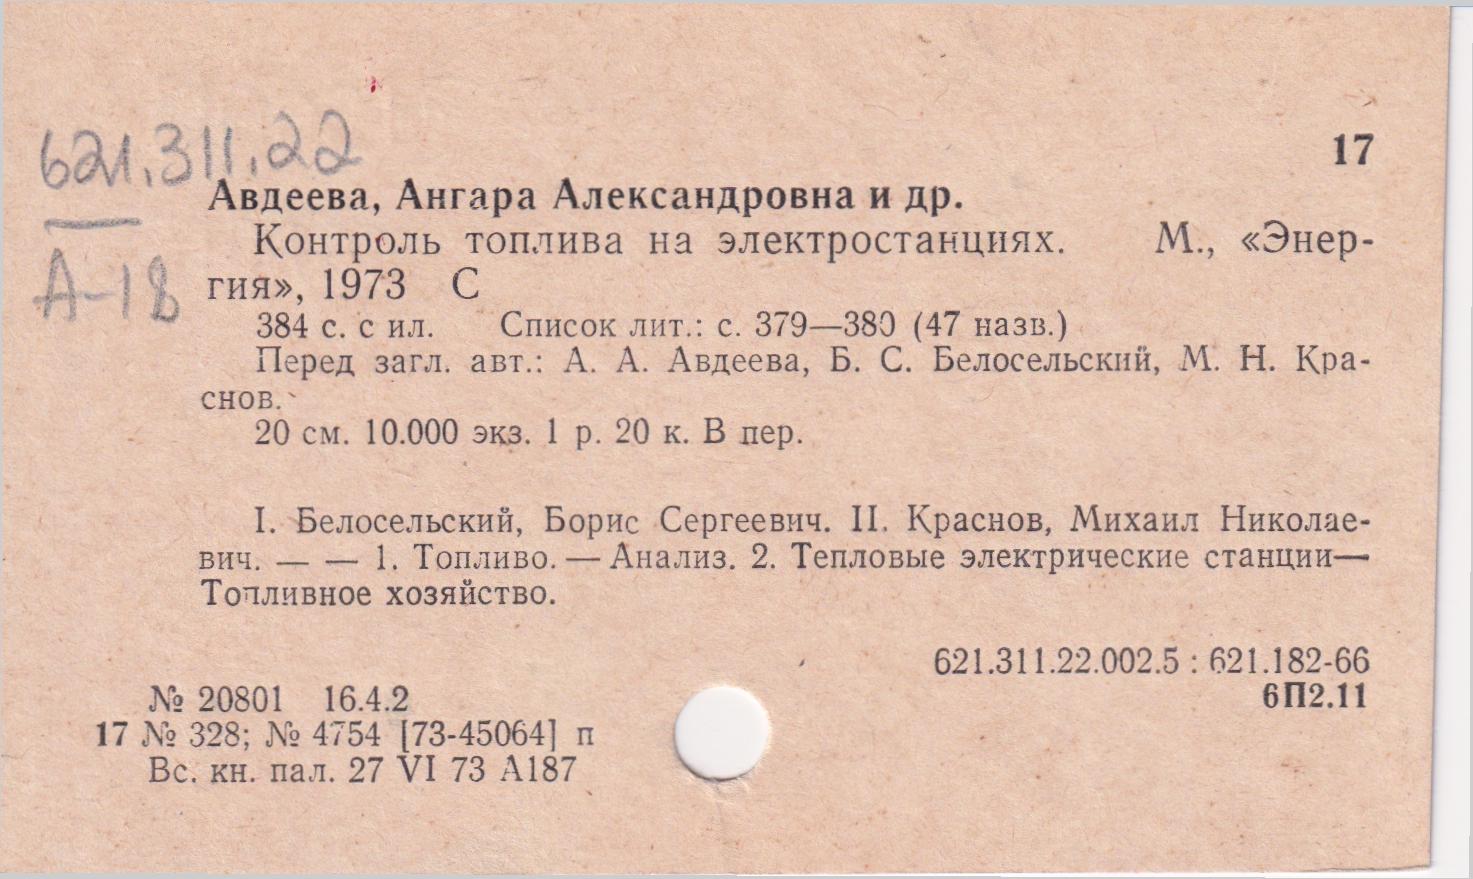 621.311.22
17
Авдеева, Ангара Александровна и др.
А-18
Контроль топлива на электростанциях. М., «Энер-
гия», 1973 С
384 с. с ил. Список лит.: с. 379—380 (47 назв.)
Перед загл. авт.: А. А. Авдеева, Б. С. Белосельский, М. Н. Кра-
снов.
20 см. 10.000 экз. 1 р. 20 к. В пер.
I. Белосельский, Борис Сергеевич. II. Краснов, Михаил Николае-
вич. — — 1. Топливо. — Анализ. 2. Тепловые электрические станции—
Топливное хозяйство.
621.311.22.002.5 : 621.182-66
6П2.11
№ 20801 16.4.2
17 № 328; № 4754 [73-45064] п
Вс. кн. пал. 27 VI 73 А187